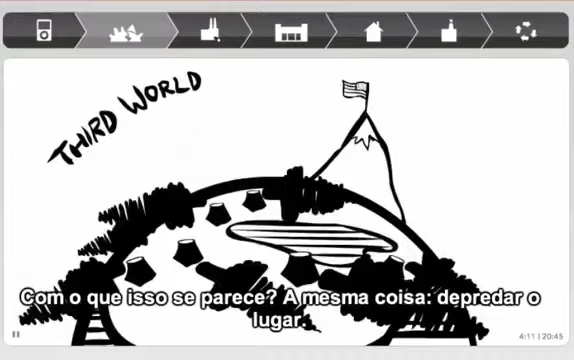 THIRD WORLD
Com o que isso se parece? A mesma coisa: depredar o
lugar.
4:11 | 20:45